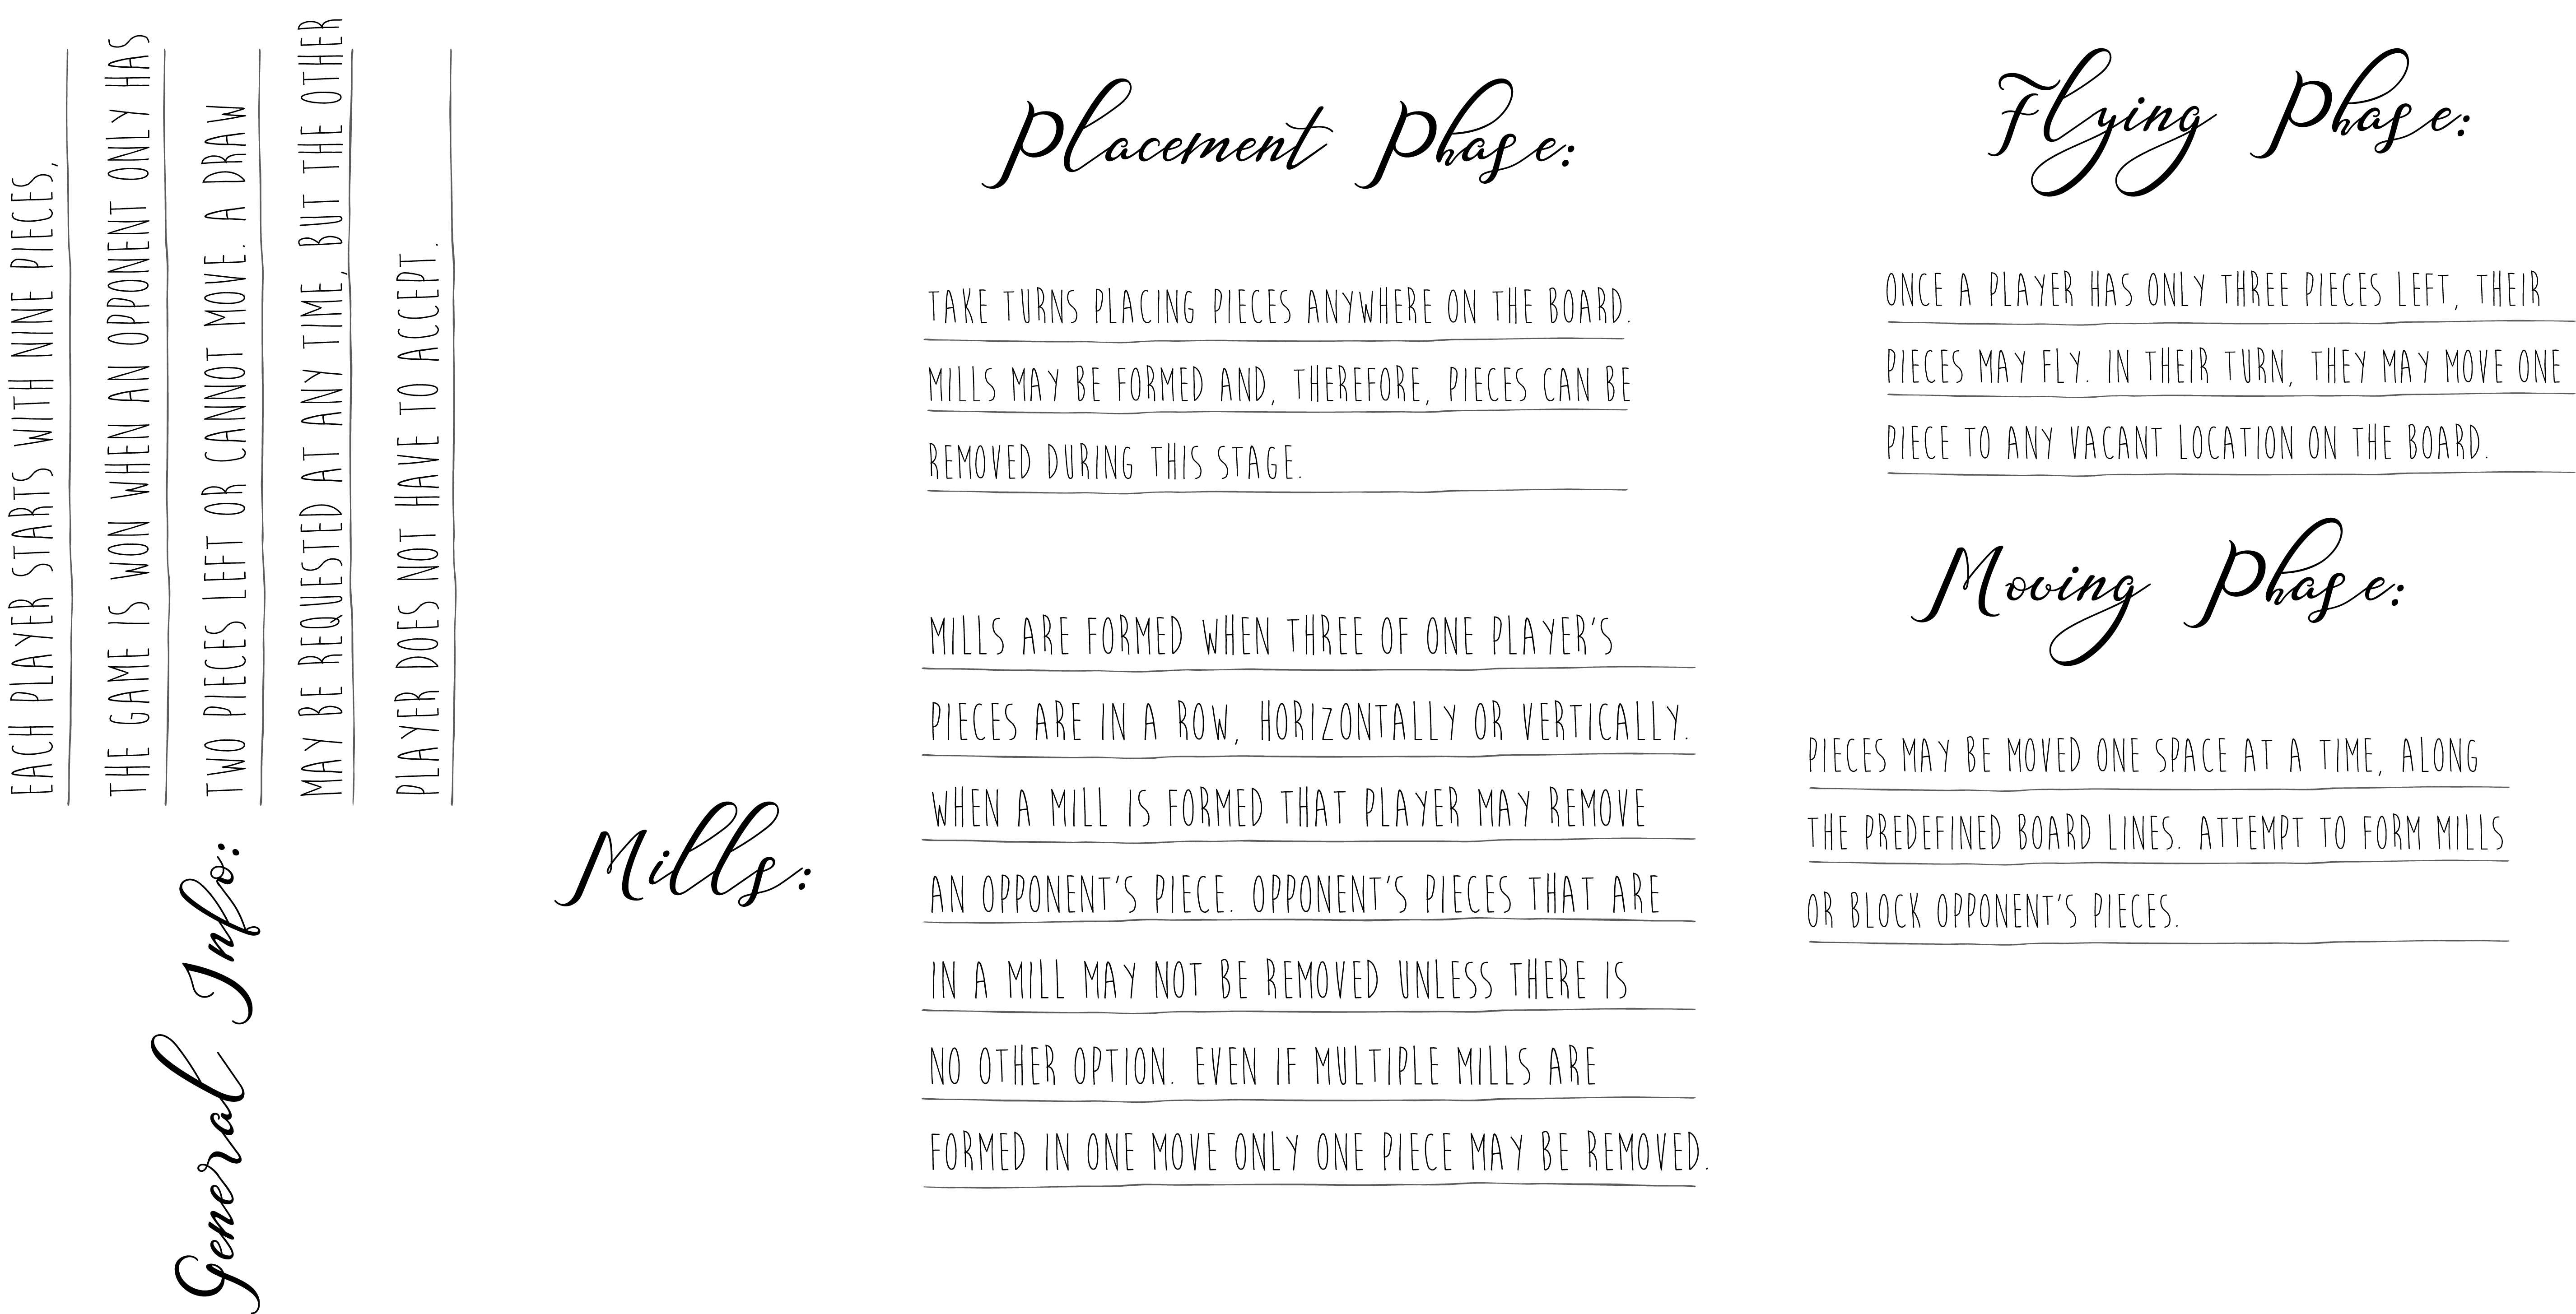 General Info:
EACH PLAYER STARTS WITH NINE PIECES,
THE GAME IS WON WHEN AN OPPONENT ONLY HAS
TWO PIECES LEFT OR CANNOT MOVE. A DRAW
MAY BE REQUESTED AT ANY TIME, BUT THE OTHER
PLAYER DOES NOT HAVE TO ACCEPT.
Placement Phase:
TAKE TURNS PLACING PIECES ANYWHERE ON THE BOARD.
MILLS MAY BE FORMED AND, THEREFORE, PIECES CAN BE
REMOVED DURING THIS STAGE.
Mills:
MILLS ARE FORMED WHEN THREE OF ONE PLAYER'S
PIECES ARE IN A ROW, HORIZONTALLY OR VERTICALLY.
WHEN A MILL IS FORMED THAT PLAYER MAY REMOVE
AN OPPONENT'S PIECE. OPPONENT'S PIECES THAT ARE
IN A MILL MAY NOT BE REMOVED UNLESS THERE IS
NO OTHER OPTION. EVEN IF MULTIPLE MILLS ARE
FORMED IN ONE MOVE ONLY ONE PIECE MAY BE REMOVED.
Flying Phase:
ONCE A PLAYER HAS ONLY THREE PIECES LEFT, THEIR
PIECES MAY FLY. IN THEIR TURN, THEY MAY MOVE ONE
PIECE TO ANY VACANT LOCATION ON THE BOARD.
Moving Phase:
PIECES MAY BE MOVED ONE SPACE AT A TIME, ALONG
THE PREDEFINED BOARD LINES. ATTEMPT TO FORM MILLS
OR BLOCK OPPONENT'S PIECES.